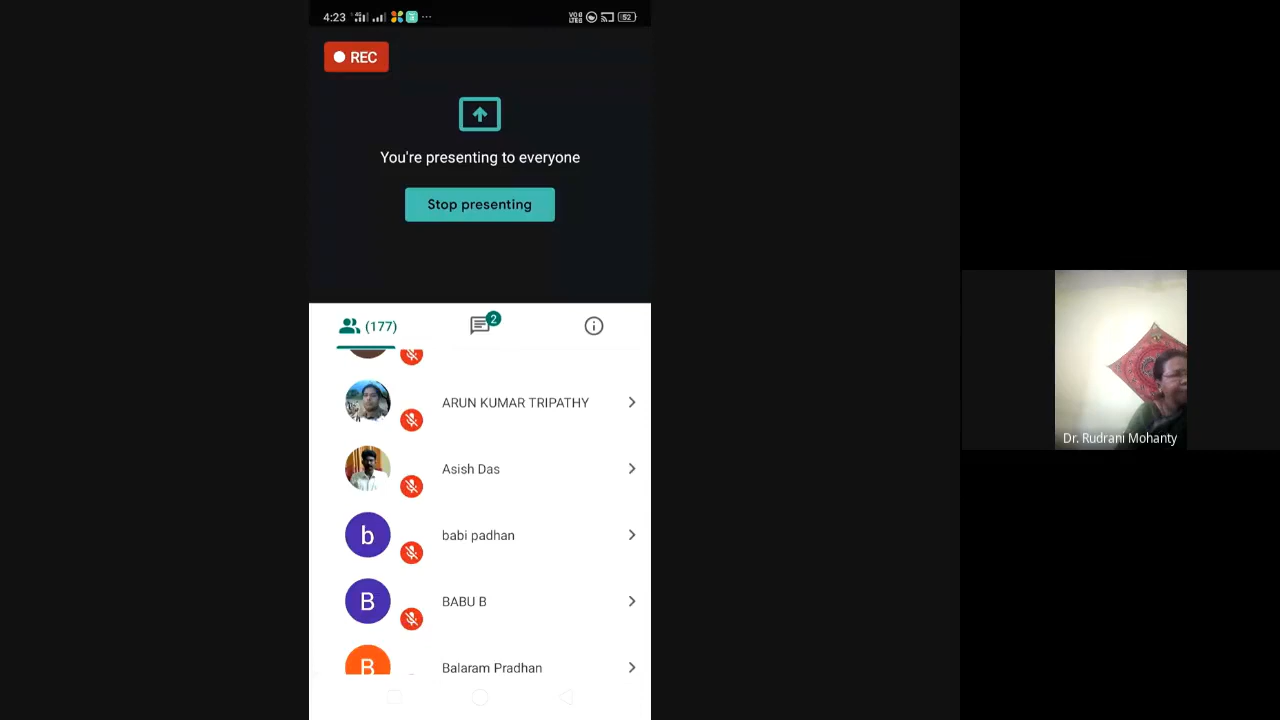 4:23
52
REC
You're presenting to everyone
Stop presenting
(177)
2
ARUN KUMAR TRIPATHY
Asish Das
b
babi padhan
B
BABU B
B
Balaram Pradhan
Dr. Rudrani Mohanty